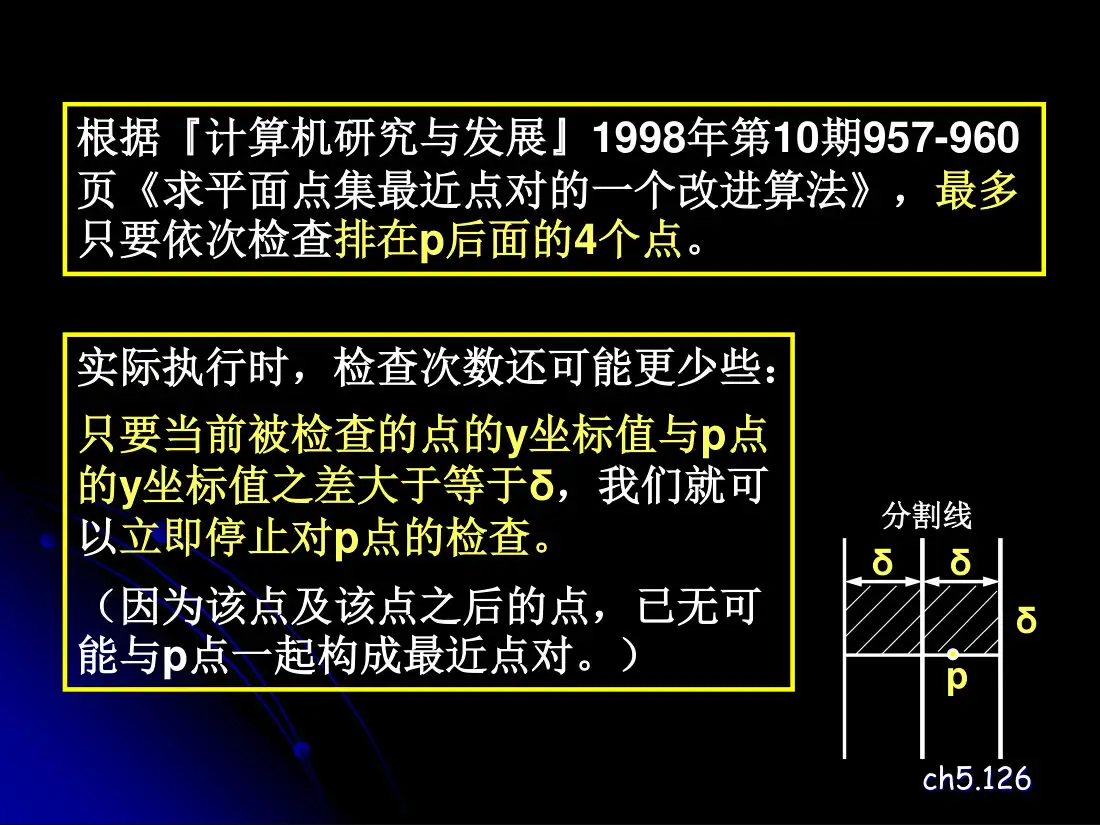 根据『计算机研究与发展』1998年第10期957-960
页《求平面点集最近点对的一个改进算法》，最多
只要依次检查排在p后面的4个点。
实际执行时，检查次数还可能更少些：
只要当前被检查的点的y坐标值与p点
的y坐标值之差大于等于δ，我们就可
以立即停止对p点的检查。
（因为该点及该点之后的点，已无可
能与p点一起构成最近点对。）
分割线
δ δ
δ
p
ch5.126